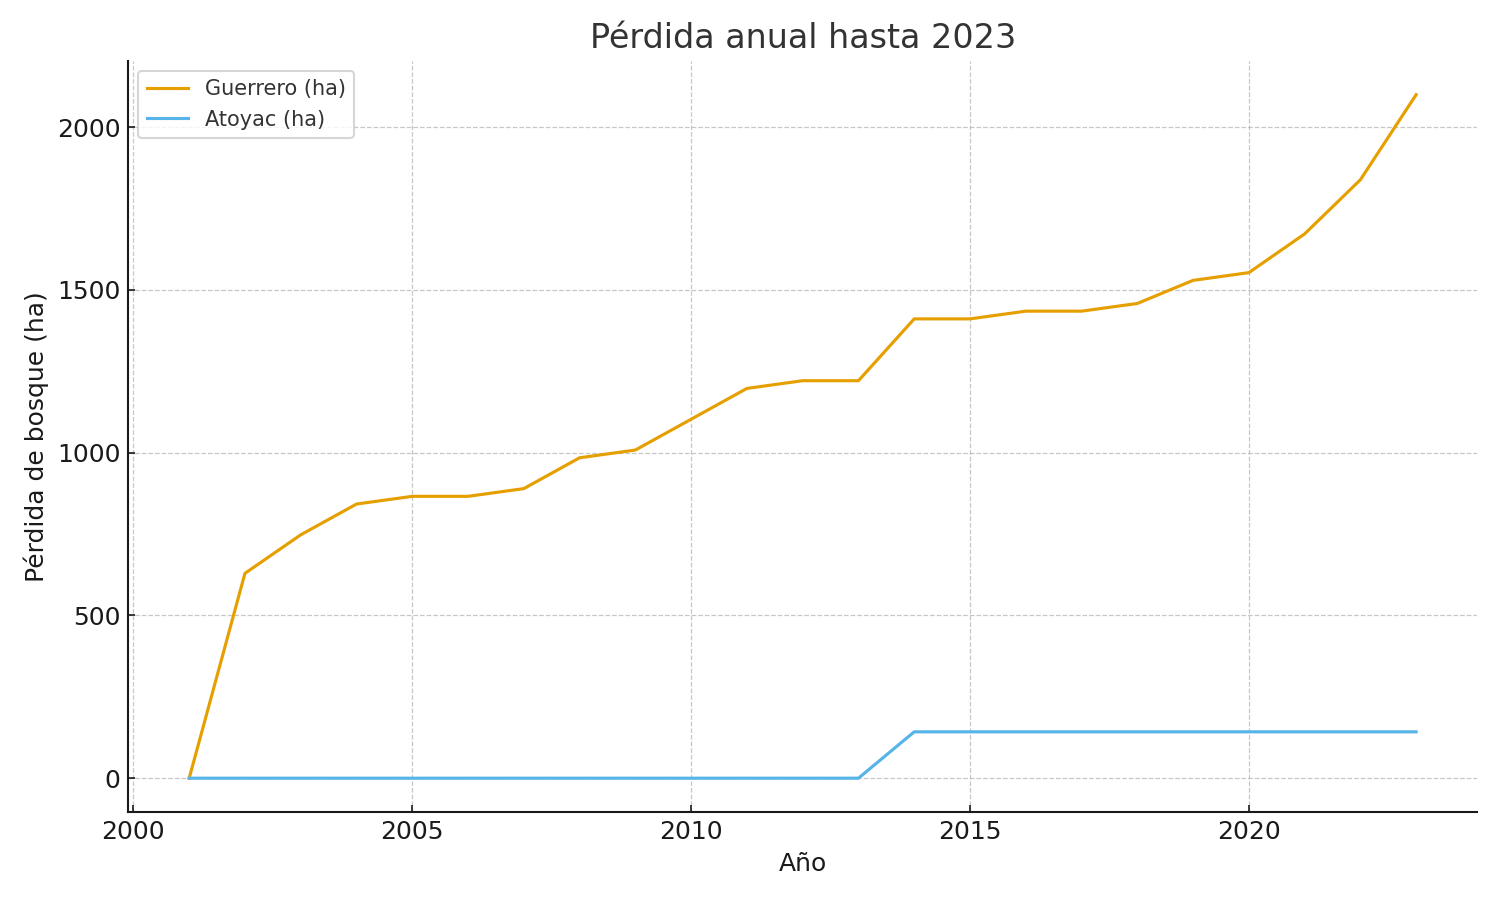 Pérdida anual hasta 2023
Guerrero (ha)
Atoyac (ha)
Pérdida de bosque (ha)
2000
1500
1000
500
0
2000 2005 2010 2015 2020
Año